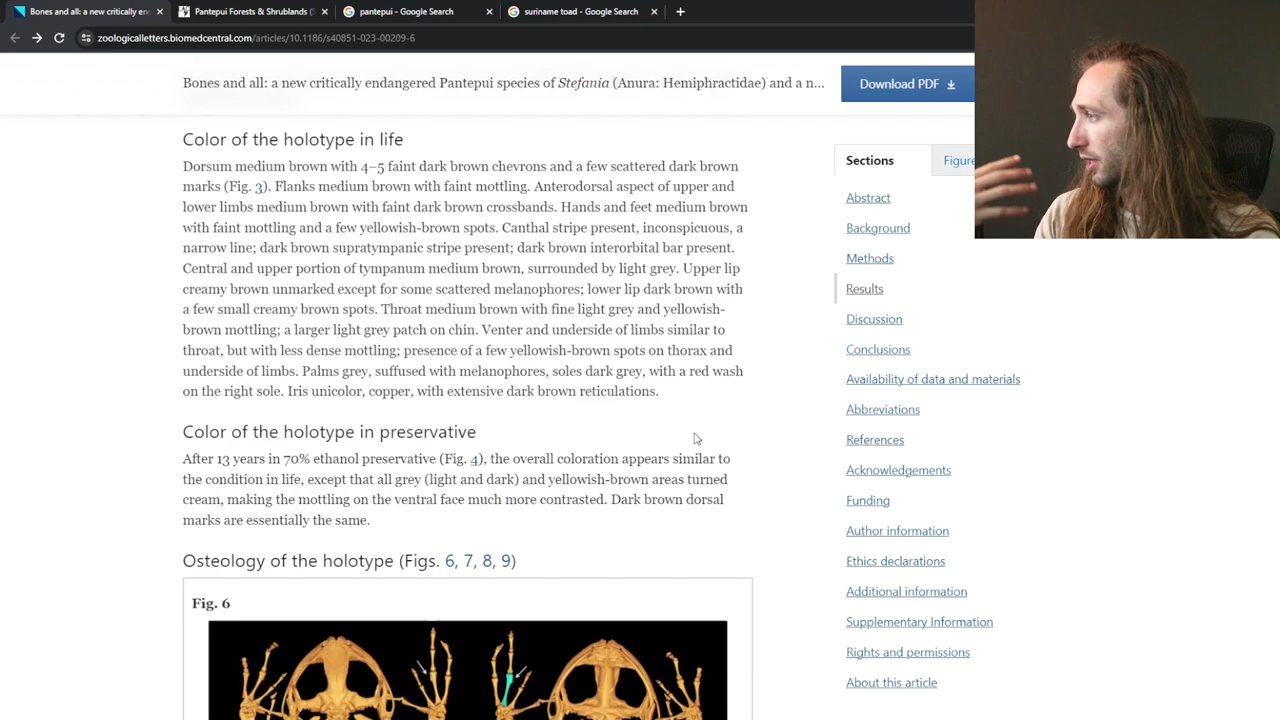 Bones and all: a new critically en
Pantepui Forests & Shrublands (
pantepui - Google Search
suriname toad - Google Search
zoologicalletters.biomedcentral.com/articles/10.1186/s40851-023-00209-6
Bones and all: a new critically endangered Pantepui species of Stefania (Anura: Hemiphractidae) and a n…
Download PDF
Color of the holotype in life
Dorsum medium brown with 4–5 faint dark brown chevrons and a few scattered dark brown
marks (Fig. 3). Flanks medium brown with faint mottling. Anterodorsal aspect of upper and
lower limbs medium brown with faint dark brown crossbands. Hands and feet medium brown
with faint mottling and a few yellowish-brown spots. Canthal stripe present, inconspicuous, a
narrow line; dark brown supratympanic stripe present; dark brown interorbital bar present.
Central and upper portion of tympanum medium brown, surrounded by light grey. Upper lip
creamy brown unmarked except for some scattered melanophores; lower lip dark brown with
a few small creamy brown spots. Throat medium brown with fine light grey and yellowish-
brown mottling; a larger light grey patch on chin. Venter and underside of limbs similar to
throat, but with less dense mottling; presence of a few yellowish-brown spots on thorax and
underside of limbs. Palms grey, suffused with melanophores, soles dark grey, with a red wash
on the right sole. Iris unicolor, copper, with extensive dark brown reticulations.
Color of the holotype in preservative
After 13 years in 70% ethanol preservative (Fig. 4), the overall coloration appears similar to
the condition in life, except that all grey (light and dark) and yellowish-brown areas turned
cream, making the mottling on the ventral face much more contrasted. Dark brown dorsal
marks are essentially the same.
Osteology of the holotype (Figs. 6, 7, 8, 9)
Fig. 6
Sections
Figure
Abstract
Background
Methods
Results
Discussion
Conclusions
Availability of data and materials
Abbreviations
References
Acknowledgements
Funding
Author information
Ethics declarations
Additional information
Supplementary Information
Rights and permissions
About this article